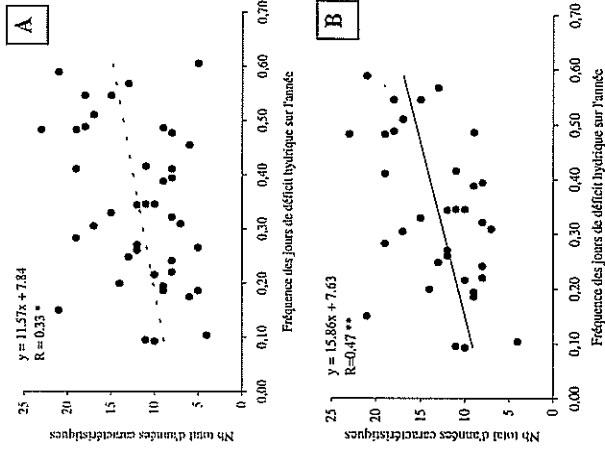 A
y = 11.57x + 7.84
R = 0.33 *
Nb total d'années caractéristiques
25
20
15
10
5
0
0,00 0,10 0,20 0,30 0,40 0,50 0,60 0,70
Fréquence des jours de déficit hydrique sur l'année
B
y = 15.86x + 7.63
R=0.47 **
Nb total d'années caractéristiques
25
20
15
10
5
0
0,00 0,10 0,20 0,30 0,40 0,50 0,60 0,70
Fréquence des jours de déficit hydrique sur l'année